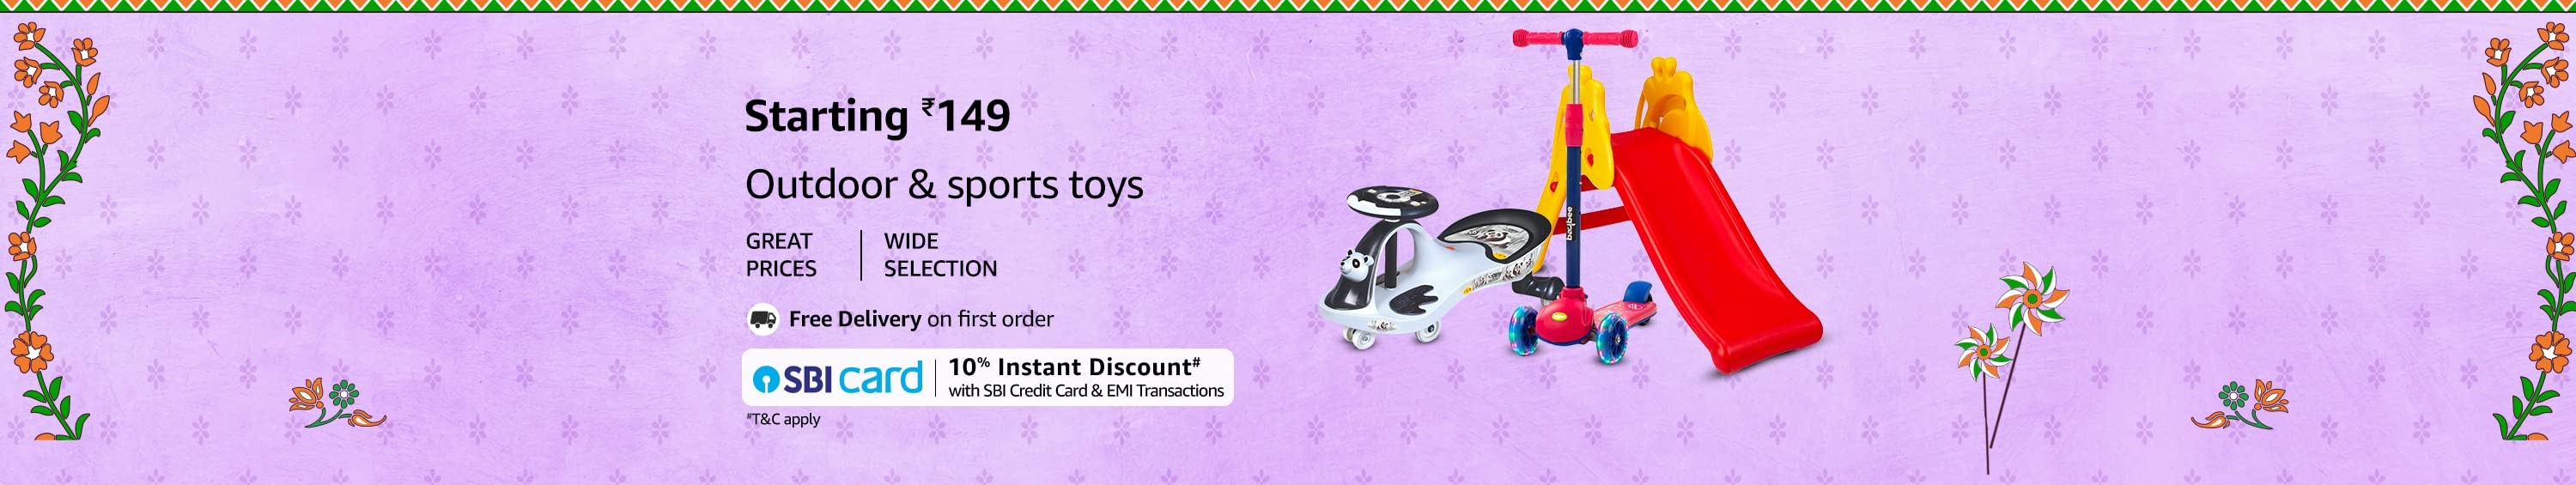 Starting ₹149
Outdoor & sports toys
GREAT PRICES
WIDE SELECTION
Free Delivery on first order
SBI card
10% Instant Discount#
with SBI Credit Card & EMI Transactions
#T&C apply
baybee